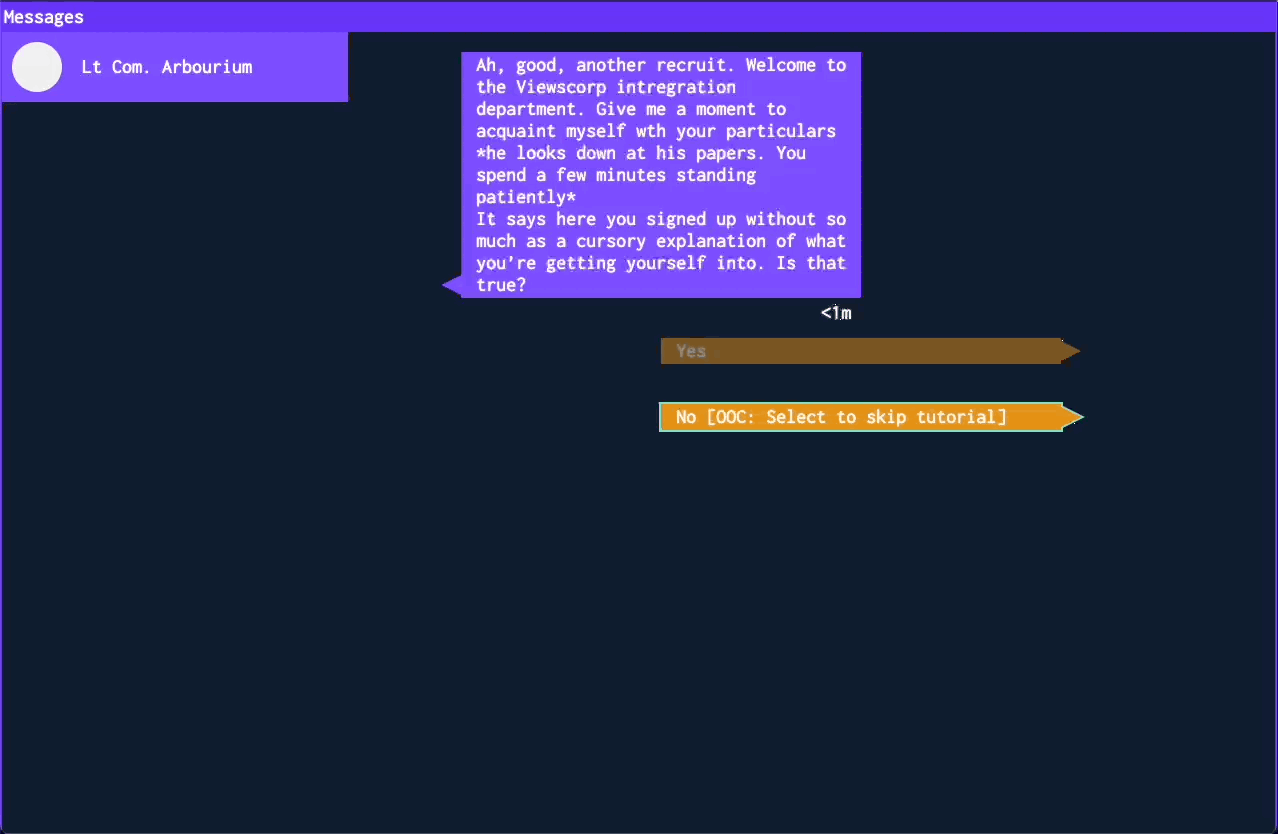 Messages
Lt Com. Arbourium
Ah, good, another recruit. Welcome to
the Viewscorp intregration
department. Give me a moment to
acquaint myself wth your particulars
*he looks down at his papers. You
spend a few minutes standing
patiently*
It says here you signed up without so
much as a cursory explanation of what
you're getting yourself into. Is that
true?
<1m
Yes
No [OOC: Select to skip tutorial]